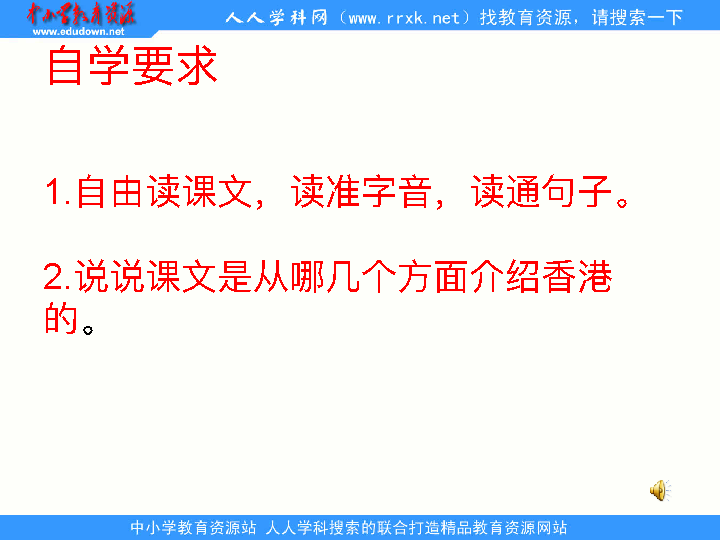 中小学教育资源
www.edudown.net
人人学科网（www.rrxk.net）找教育资源，请搜索一下
自学要求
1.自由读课文，读准字音，读通句子。
2.说说课文是从哪几个方面介绍香港
的。
中小学教育资源站 人人学科搜索的联合打造精品教育资源网站